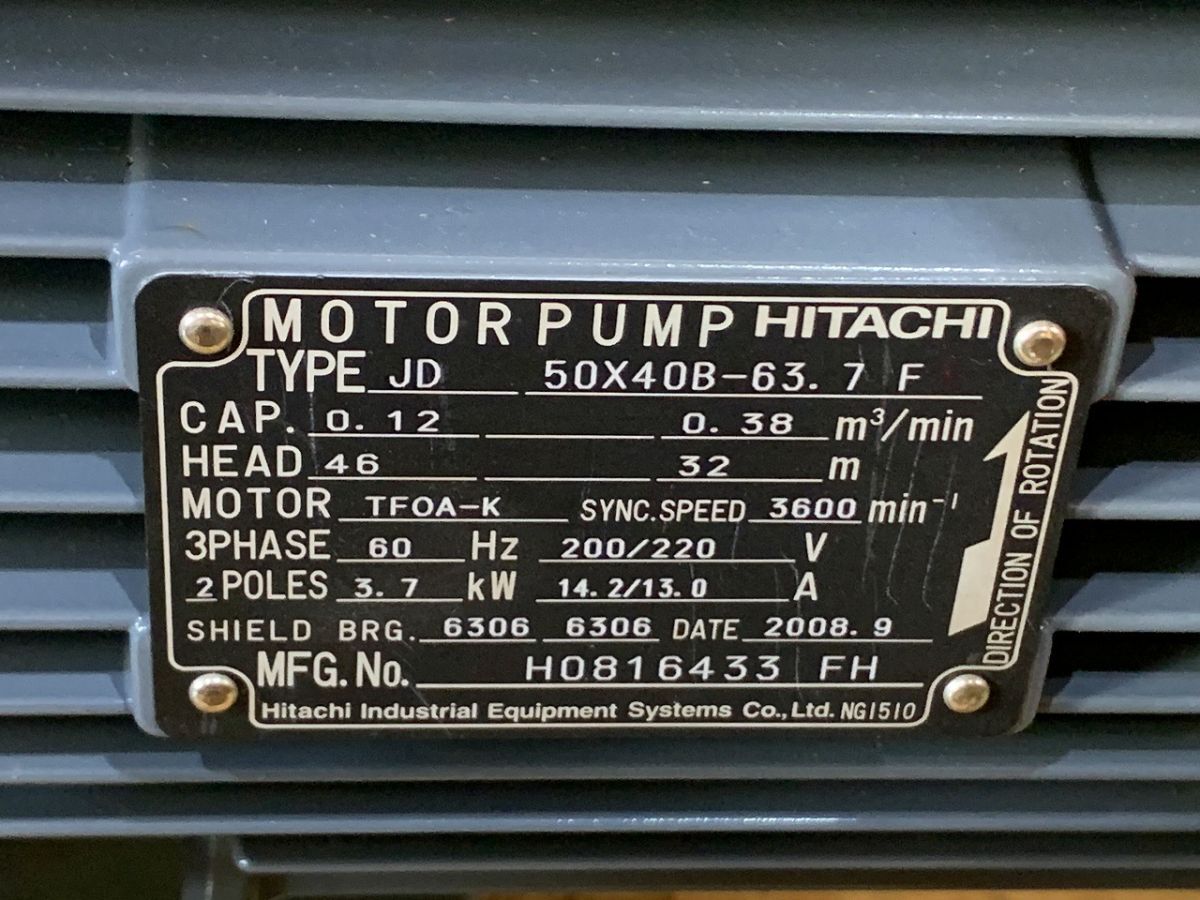 MOTORPUMP HITACHI
TYPE JD 50X40B-63.7 F
CAP. 0.12 0.38 m³/min
HEAD 46 32 m
MOTOR TFOA-K SYNC.SPEED 3600 min⁻¹
3PHASE 60 Hz 200/220 V
2 POLES 3.7 kW 14.2/13.0 A
SHIELD BRG. 6306 6306 DATE 2008.9
MFG.No. H0816433 FH
Hitachi Industrial Equipment Systems Co.,Ltd. NG1510
DIRECTION OF ROTATION